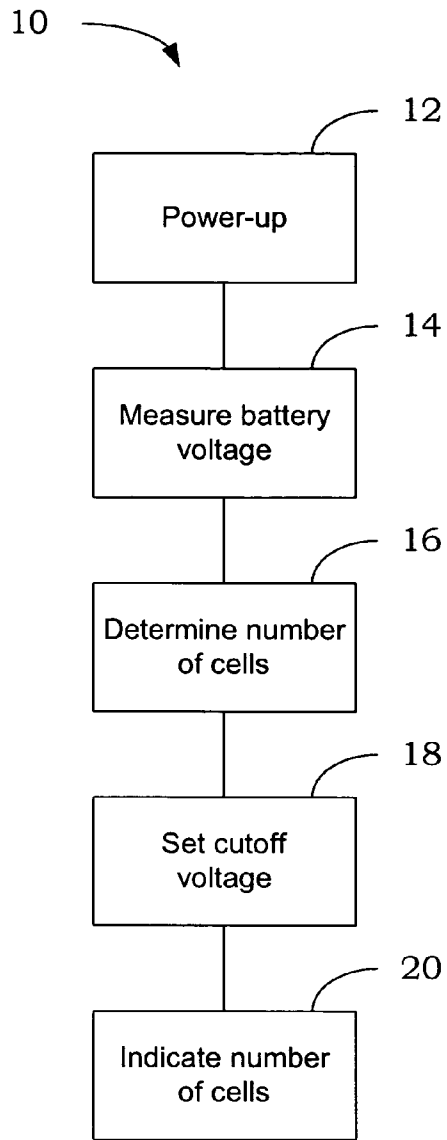 10
12
Power-up
14
Measure battery
voltage
16
Determine number
of cells
18
Set cutoff
voltage
20
Indicate number
of cells